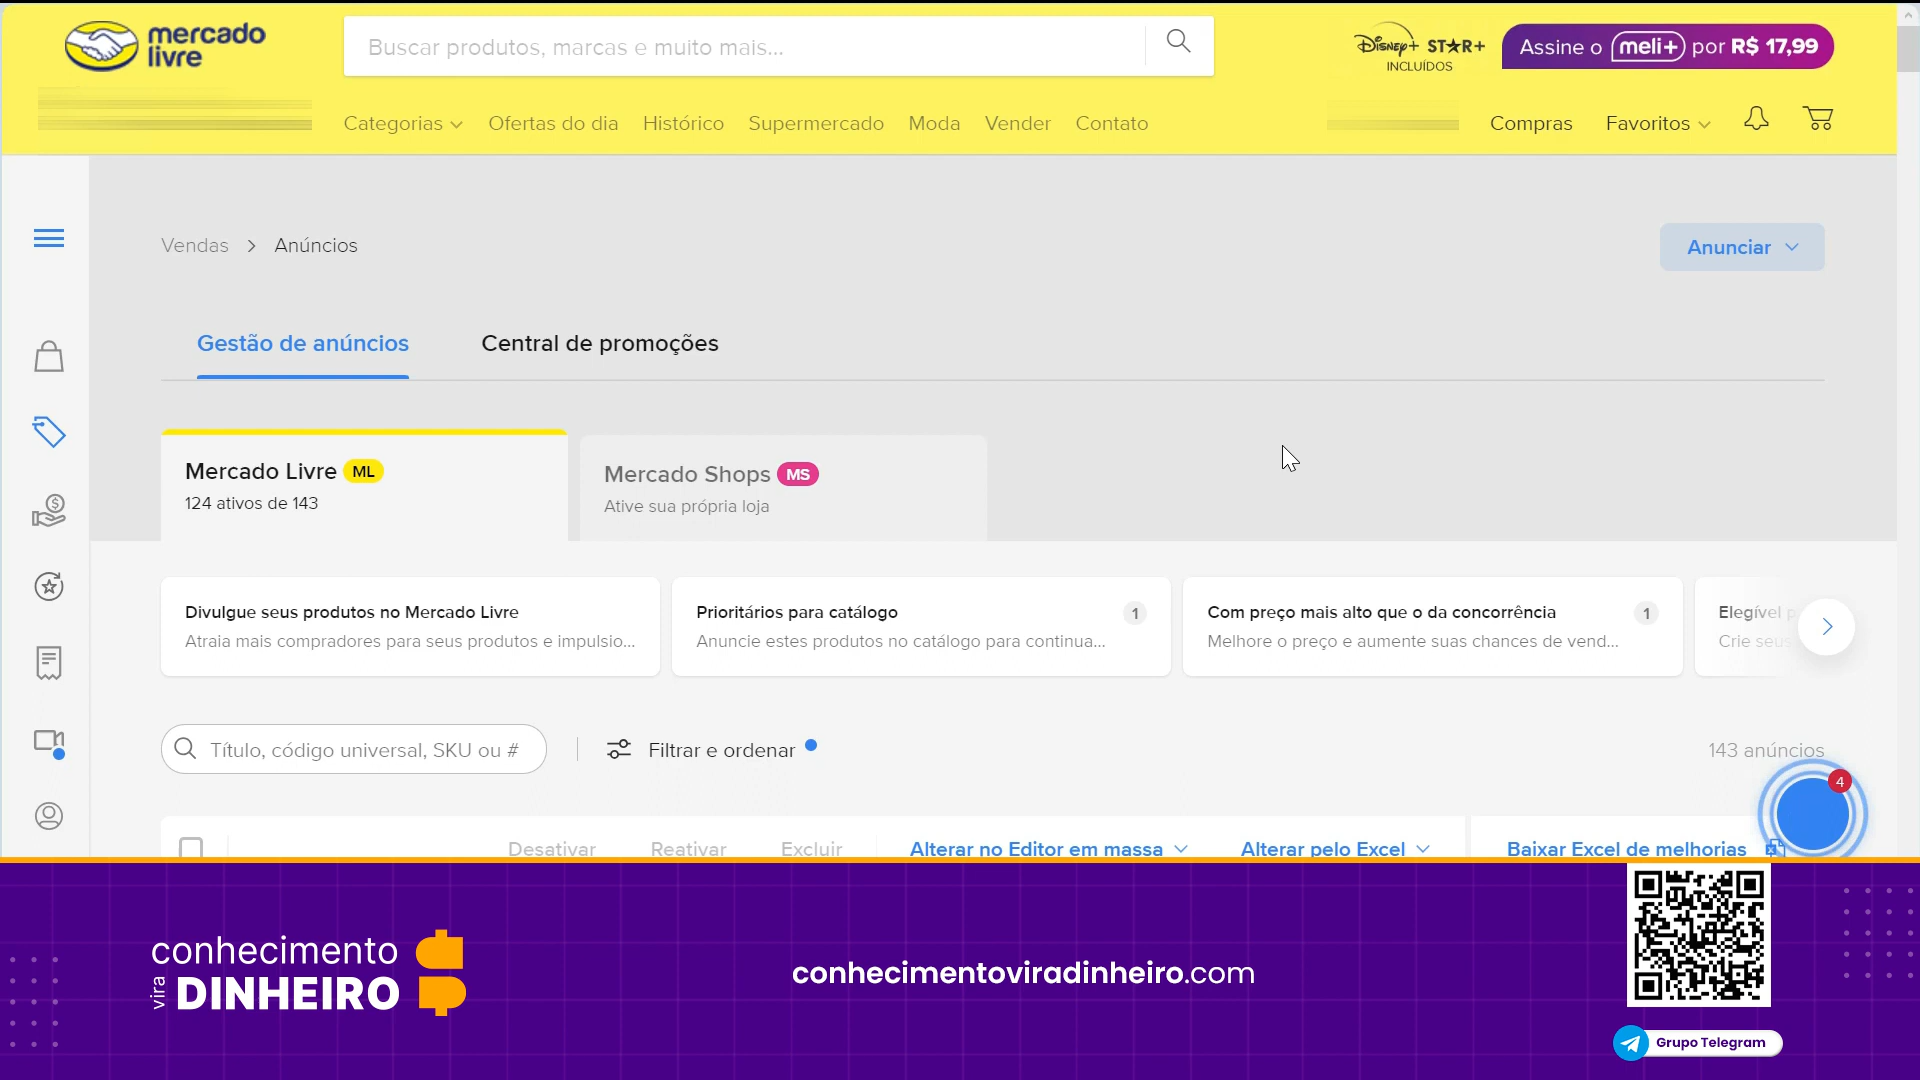 mercado
livre
Buscar produtos, marcas e muito mais...
Disney+ STAR+
INCLUÍDOS
Assine o meli+ por R$ 17,99
Categorias Ofertas do dia Histórico Supermercado Moda Vender Contato
Compras Favoritos
Vendas > Anúncios
Anunciar
Gestão de anúncios Central de promoções
Mercado Livre ML
124 ativos de 143
Mercado Shops MS
Ative sua própria loja
Divulgue seus produtos no Mercado Livre
Atraia mais compradores para seus produtos e impulsio...
Prioritários para catálogo 1
Anuncie estes produtos no catálogo para continua...
Com preço mais alto que o da concorrência 1
Melhore o preço e aumente suas chances de vend...
Elegível p
Crie seus
Título, código universal, SKU ou #
Filtrar e ordenar
143 anúncios
4
Desativar Reativar Excluir Alterar no Editor em massa Alterar pelo Excel Baixar Excel de melhorias
conhecimento
vira DINHEIRO
conhecimentoviradinheiro.com
Grupo Telegram